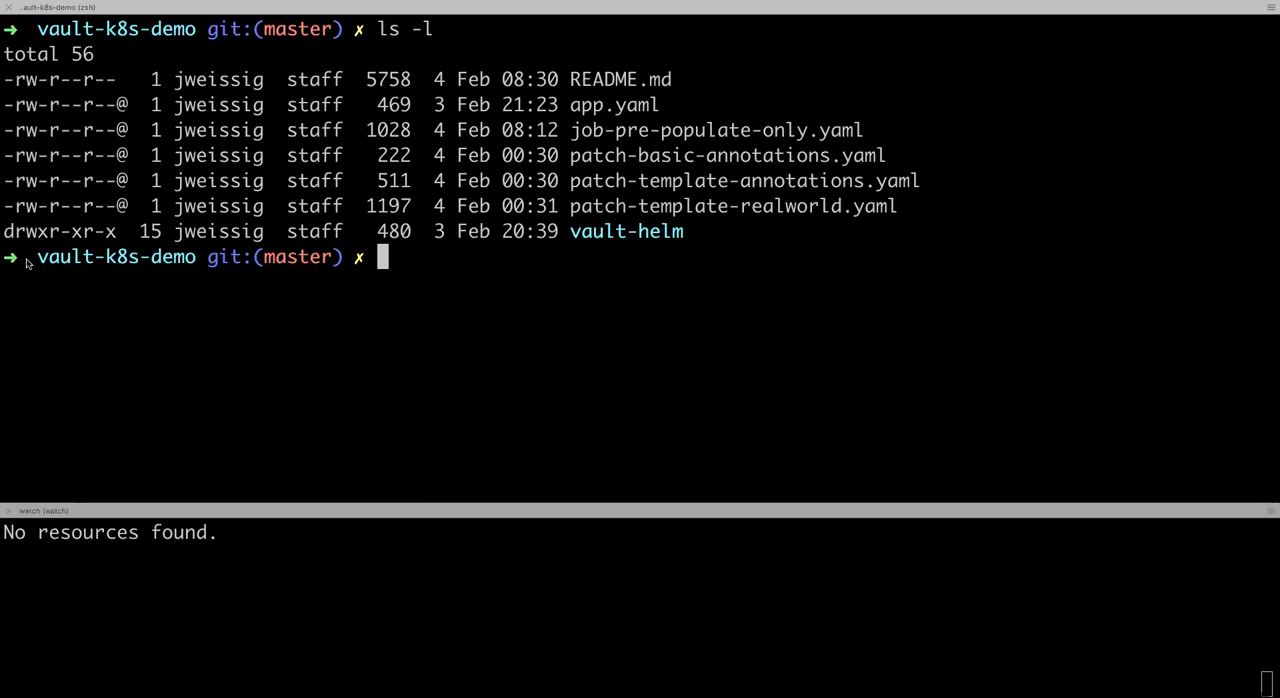 ..ault-k8s-demo (zsh)
➜ vault-k8s-demo git:(master) ✗ ls -l
total 56
-rw-r--r-- 1 jweissig staff 5758 4 Feb 08:30 README.md
-rw-r--r--@ 1 jweissig staff 469 3 Feb 21:23 app.yaml
-rw-r--r--@ 1 jweissig staff 1028 4 Feb 08:12 job-pre-populate-only.yaml
-rw-r--r--@ 1 jweissig staff 222 4 Feb 00:30 patch-basic-annotations.yaml
-rw-r--r--@ 1 jweissig staff 511 4 Feb 00:30 patch-template-annotations.yaml
-rw-r--r--@ 1 jweissig staff 1197 4 Feb 00:31 patch-template-realworld.yaml
drwxr-xr-x 15 jweissig staff 480 3 Feb 20:39 vault-helm
➜ vault-k8s-demo git:(master) ✗
watch (watch)
No resources found.